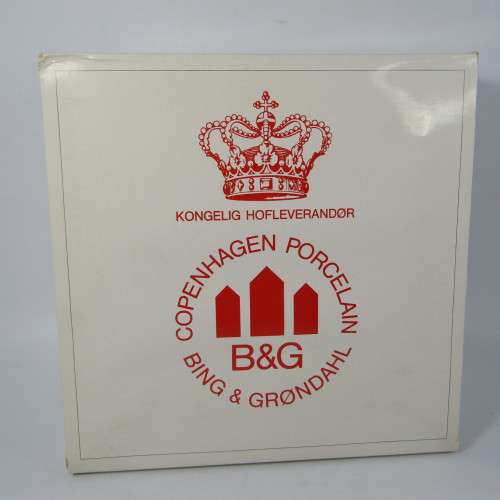 KONGELIG HOFLEVERANDØR
COPENHAGEN PORCELAIN
B&G
BING & GRØNDAHL